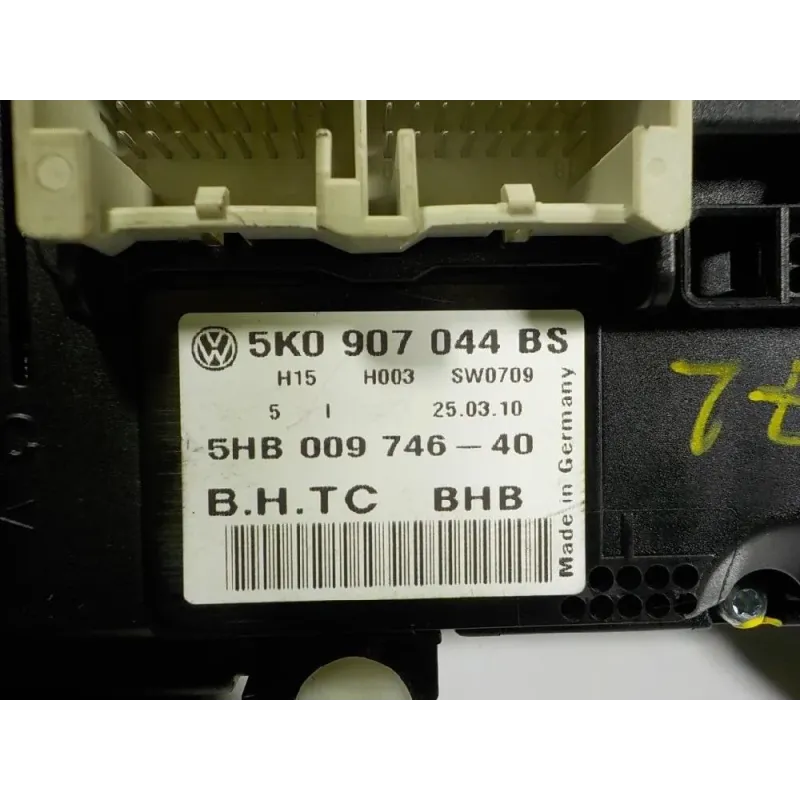 5K0 907 044 BS
H15 H003 SW0709
5 I 25.03.10
5HB 009 746-40
B.H.TC BHB
Made in Germany
72